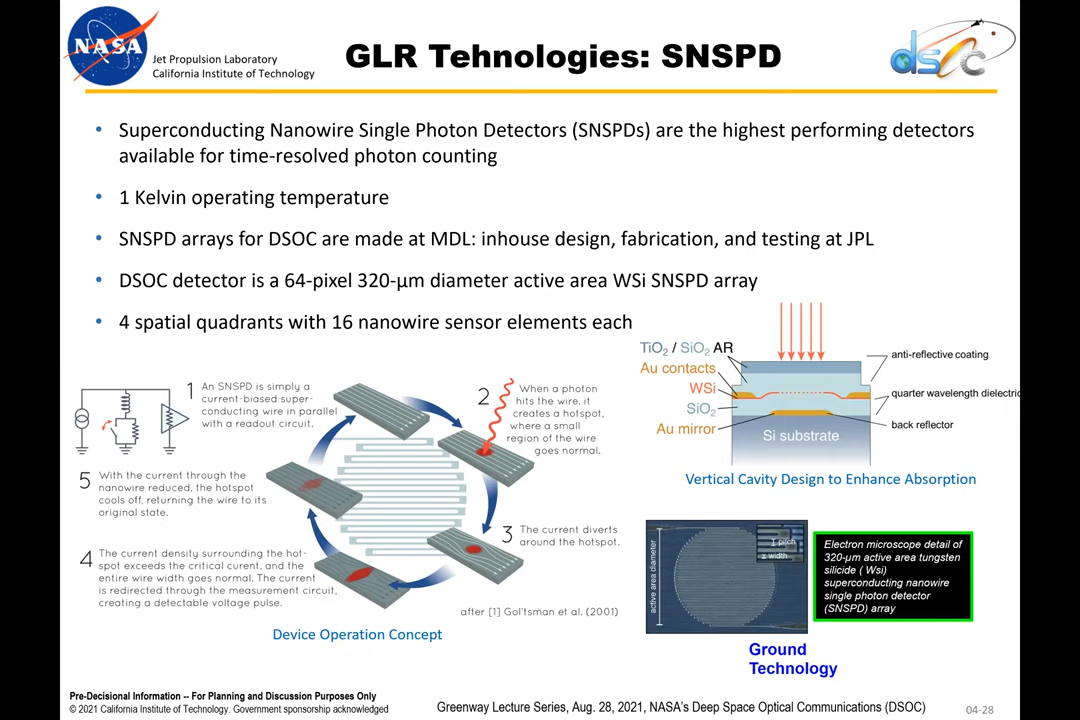 NASA
Jet Propulsion Laboratory
California Institute of Technology
GLR Tehnologies: SNSPD
dsoc
• Superconducting Nanowire Single Photon Detectors (SNSPDs) are the highest performing detectors
available for time-resolved photon counting
• 1 Kelvin operating temperature
• SNSPD arrays for DSOC are made at MDL: inhouse design, fabrication, and testing at JPL
• DSOC detector is a 64-pixel 320-µm diameter active area WSi SNSPD array
• 4 spatial quadrants with 16 nanowire sensor elements each
1 An SNSPD is simply a
current-biased super-
conducting wire in parallel
with a readout circuit.
2 When a photon
hits the wire, it
creates a hotspot,
where a small
region of the wire
goes normal.
3 The current diverts
around the hotspot.
4 The current density surrounding the hot-
spot exceeds the critical curent, and the
entire wire width goes normal. The current
is redirected through the measurement circuit,
creating a detectable voltage pulse.
5 With the current through the
nanowire reduced, the hotspot
cools off, returning the wire to its
original state.
after [1] Gol'tsman et al. (2001)
Device Operation Concept
TiO2 / SiO2 AR
Au contacts
WSi
SiO2
Au mirror
Si substrate
anti-reflective coating
quarter wavelength dielectric
back reflector
Vertical Cavity Design to Enhance Absorption
active area diameter
pitch
width
Electron microscope detail of
320-µm active area tungsten
silicide ( Wsi)
superconducting nanowire
single photon detector
(SNSPD) array
Ground
Technology
Pre-Decisional Information -- For Planning and Discussion Purposes Only
© 2021 California Institute of Technology. Government sponsorship acknowledged
Greenway Lecture Series, Aug. 28, 2021, NASA's Deep Space Optical Communications (DSOC)
04-28